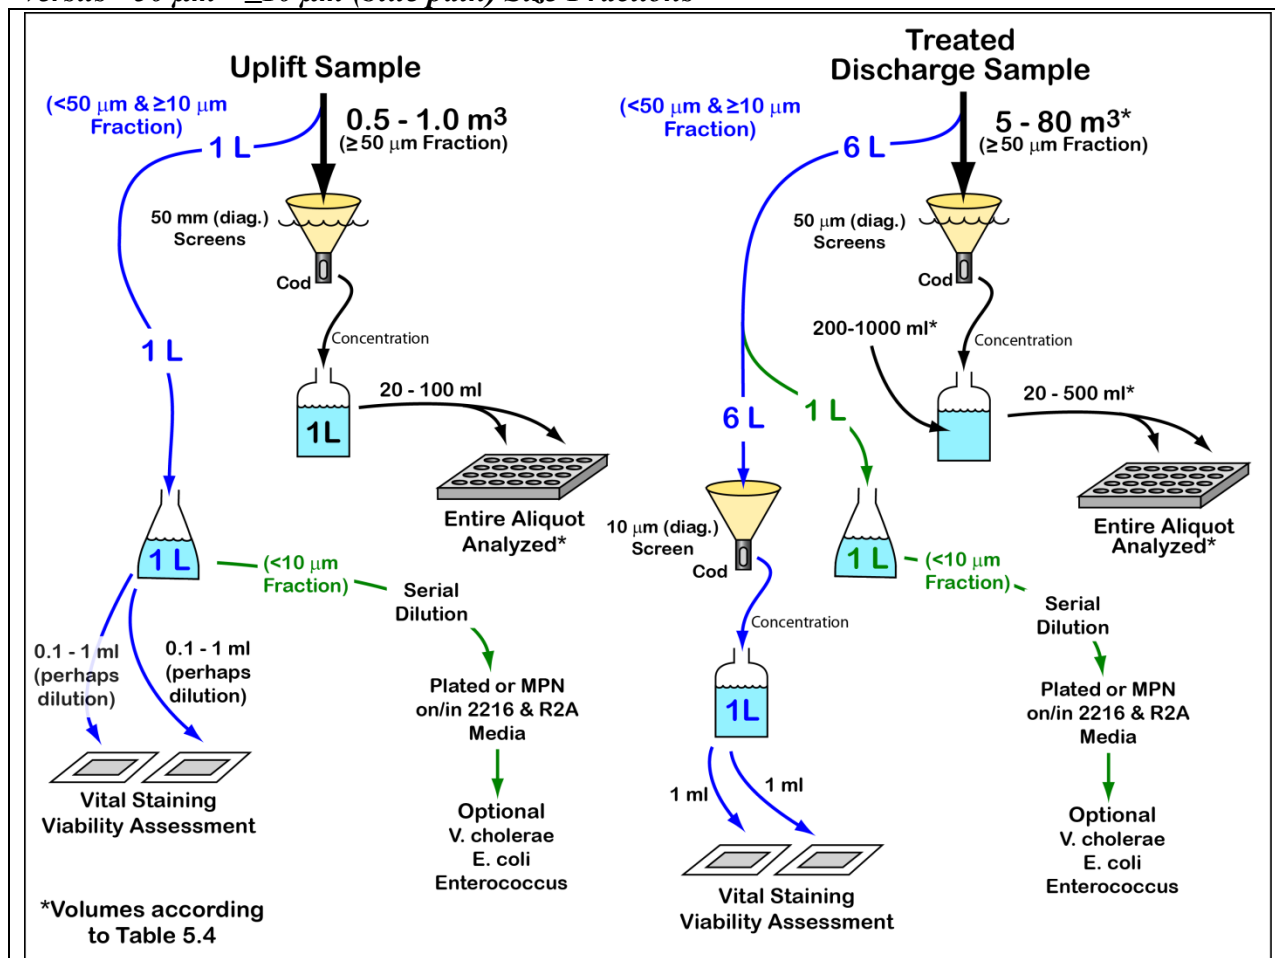 Uplift Sample
(<50 µm & ≥10 µm
Fraction)
1 L
0.5 - 1.0 m³
(≥50 µm Fraction)
50 mm (diag.)
Screens
Cod
Concentration
1 L
1L
20 - 100 ml
Entire Aliquot
Analyzed*
1 L
(<10 µm
Fraction)
Serial
Dilution
0.1 - 1 ml
(perhaps
dilution)
0.1 - 1 ml
(perhaps
dilution)
Plated or MPN
on/in 2216 & R2A
Media
Vital Staining
Viability Assessment
Optional
V. cholerae
E. coli
Enterococcus
*Volumes according
to Table 5.4
Treated
Discharge Sample
(<50 µm & ≥10 µm
Fraction)
6 L
5 - 80 m³*
(≥50 µm Fraction)
50 µm (diag.)
Screens
Cod
200-1000 ml*
Concentration
20 - 500 ml*
Entire Aliquot
Analyzed*
6 L
1 L
10 µm (diag.)
Screen
Cod
1 L
(<10 µm
Fraction)
Serial
Dilution
Concentration
1L
Plated or MPN
on/in 2216 & R2A
Media
1 ml
1 ml
Optional
V. cholerae
E. coli
Enterococcus
Vital Staining
Viability Assessment